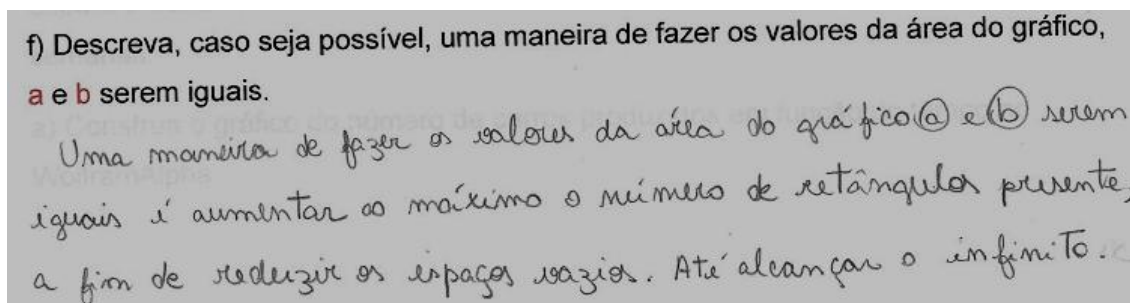 f) Descreva, caso seja possível, uma maneira de fazer os valores da área do gráfico,
a e b serem iguais.
Uma maneira de fazer os valores da área do gráfico a e b serem
iguais é aumentar ao máximo o número de retângulos presente,
a fim de reduzir os espaços vazios. Até alcançar o infinito.